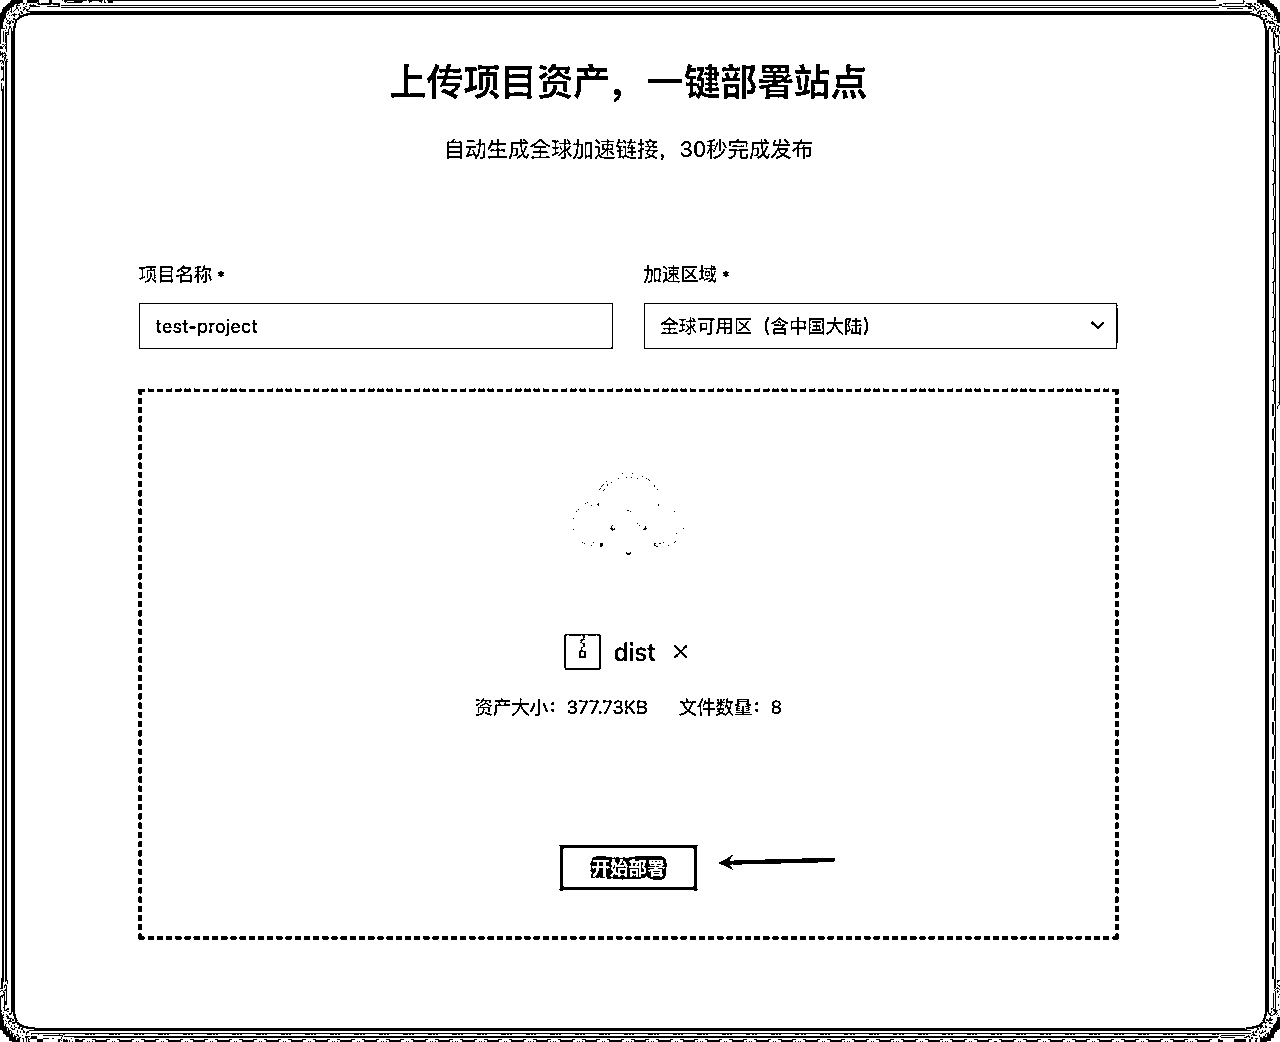 上传项目资产，一键部署站点
自动生成全球加速链接，30秒完成发布
项目名称 *
加速区域 *
test-project
全球可用区（含中国大陆）
dist ×
资产大小：377.73KB 文件数量：8
开始部署